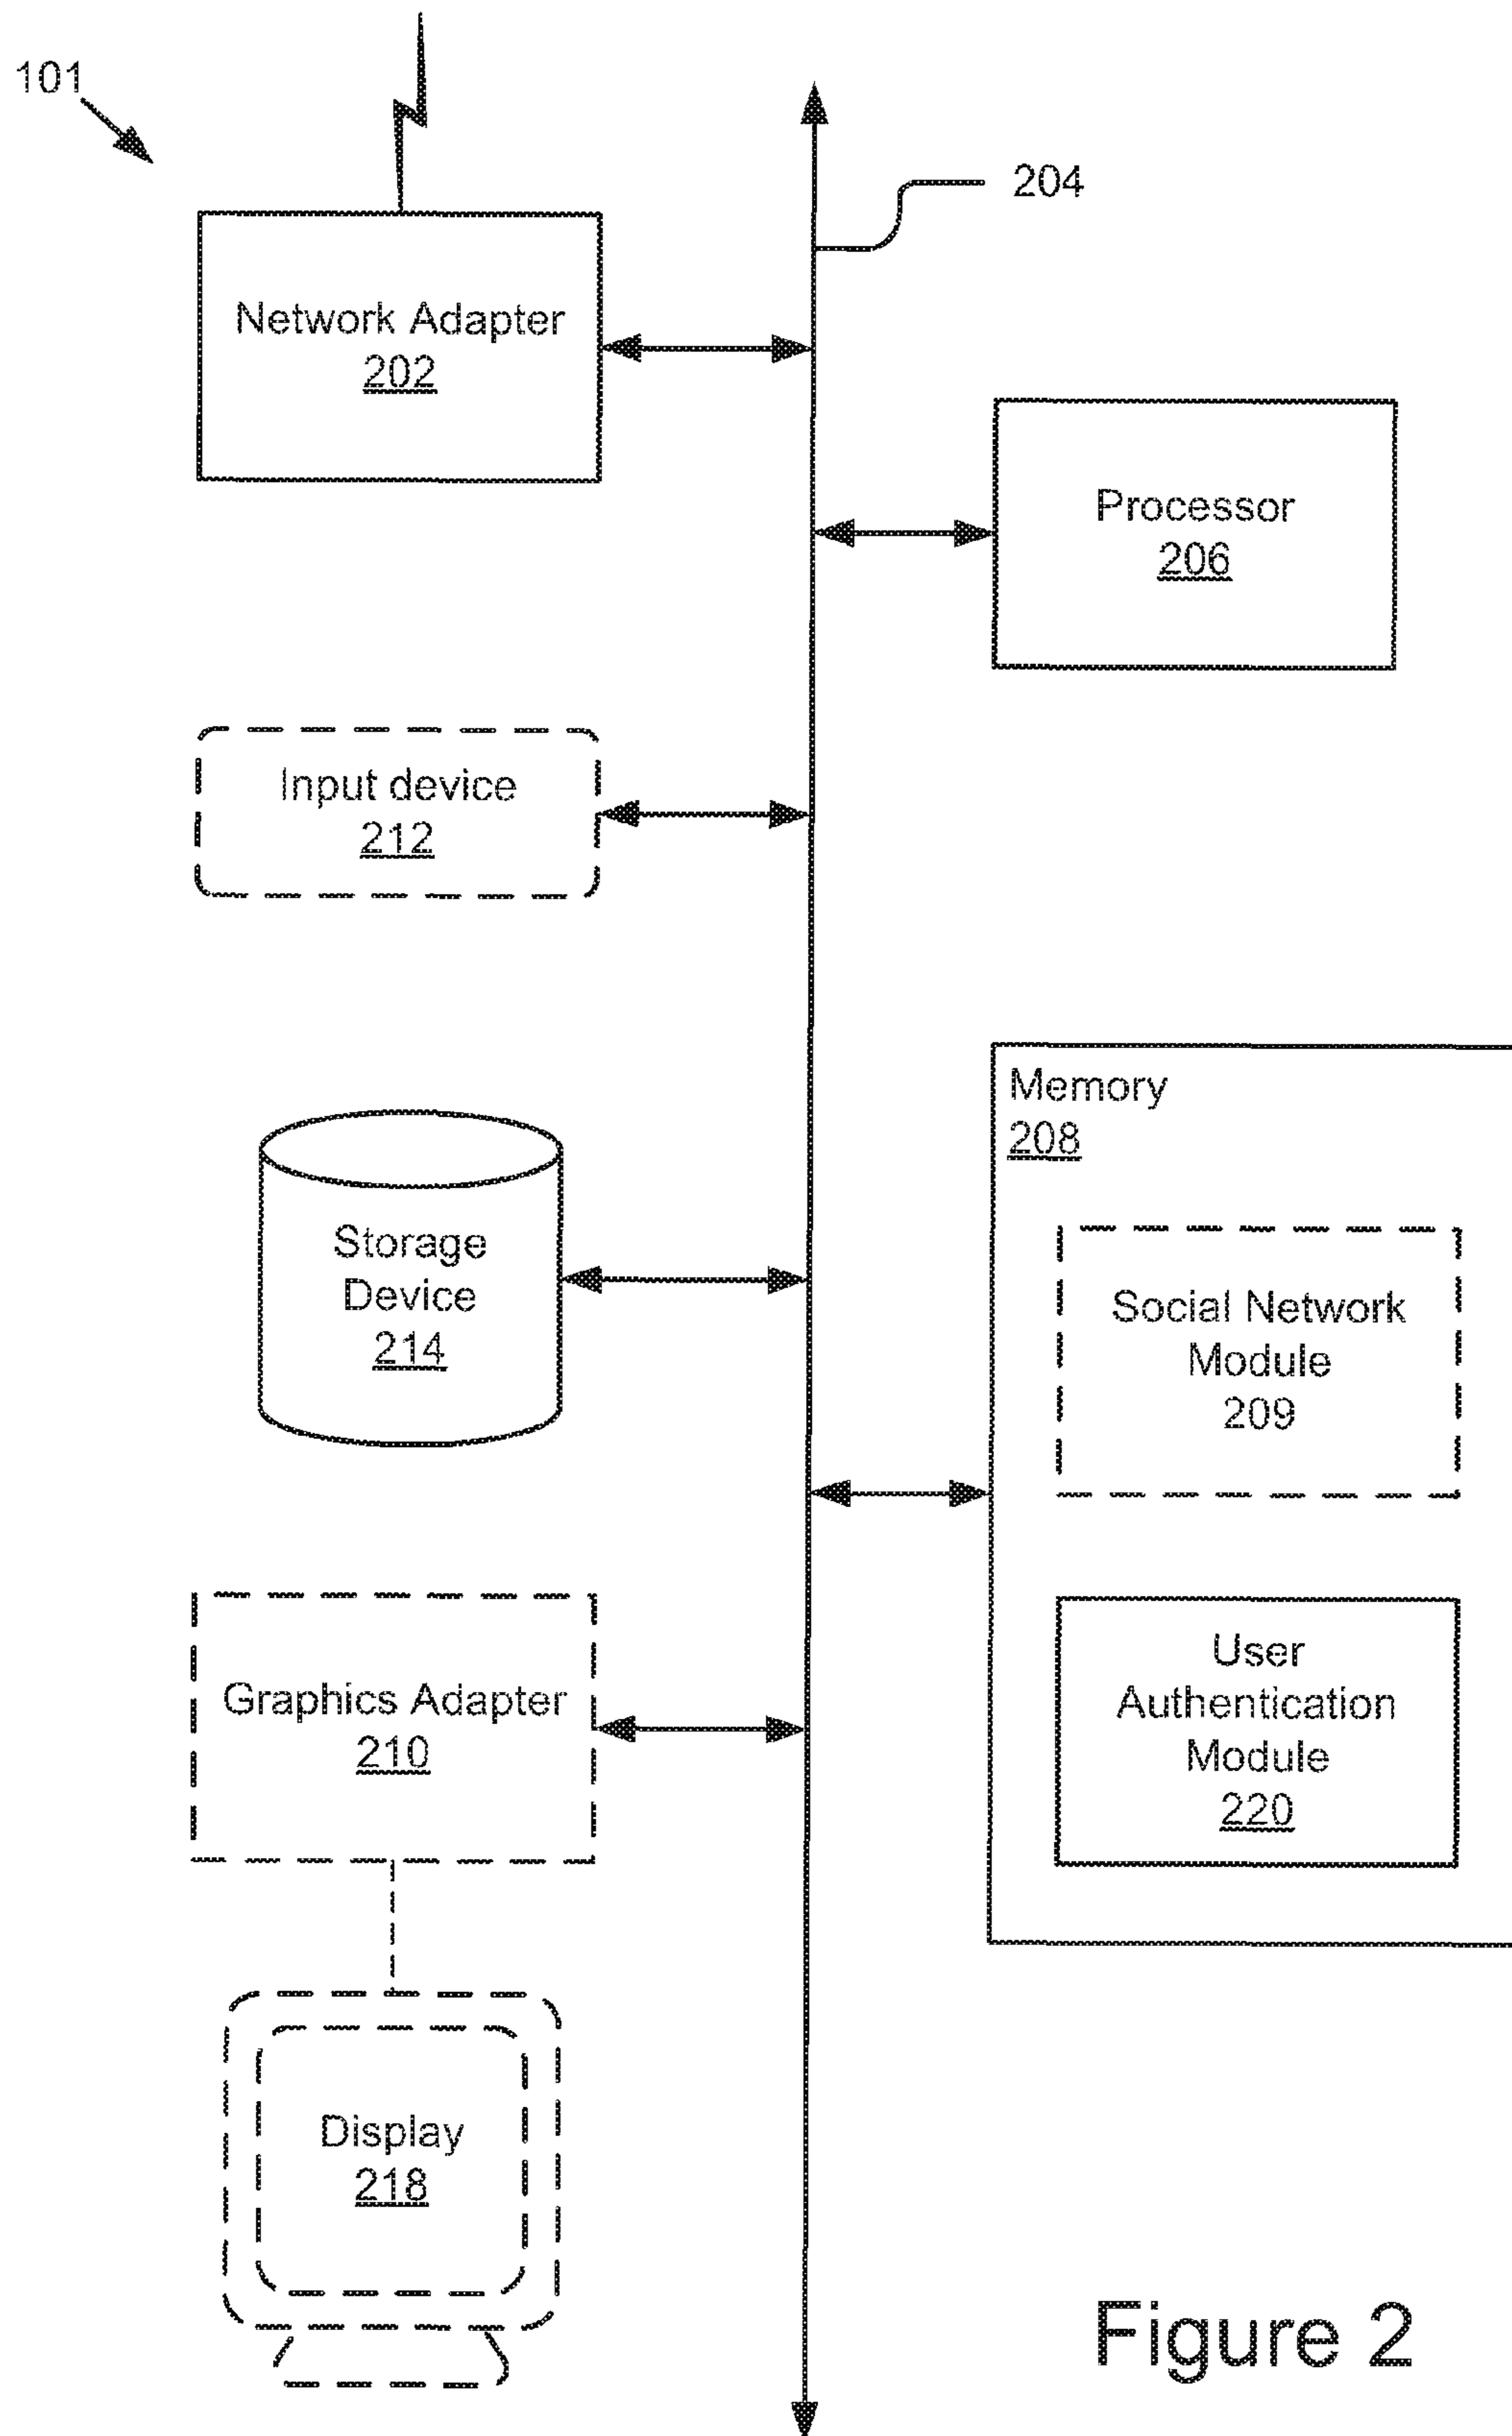 101
204
Network Adapter
202
Processor
206
Input device
212
Memory
208
Storage
Device
214
Social Network
Module
209
User
Authentication
Module
220
Graphics Adapter
210
Display
218
Figure 2